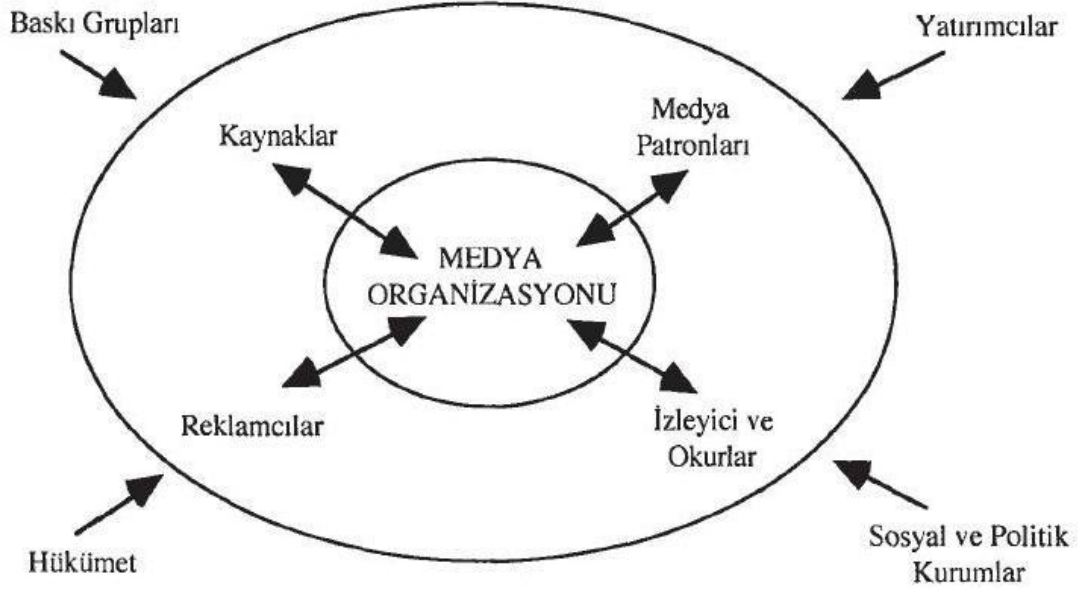 Baskı Grupları
Yatırımcılar
Kaynaklar
Medya
Patronları
MEDYA
ORGANİZASYONU
Reklamcılar
İzleyici ve
Okurlar
Hükümet
Sosyal ve Politik
Kurumlar